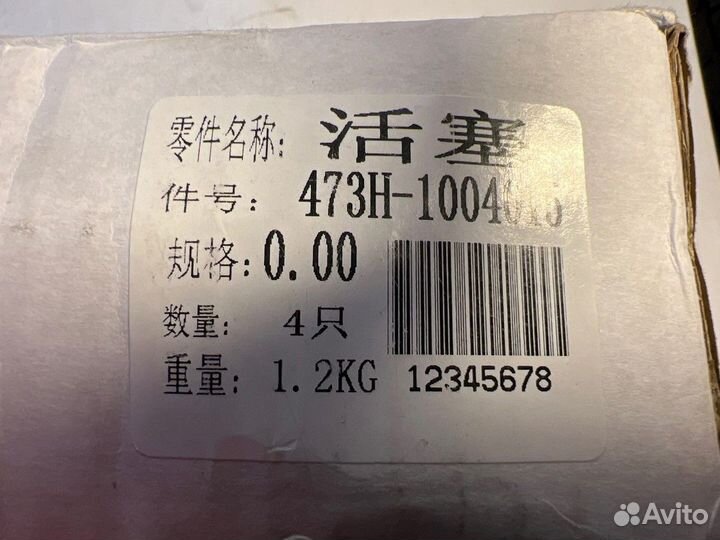 零件名称: 活塞
件号: 473H-1004015
规格: 0.00
数量: 4只
重量: 1.2KG
12345678
Avito